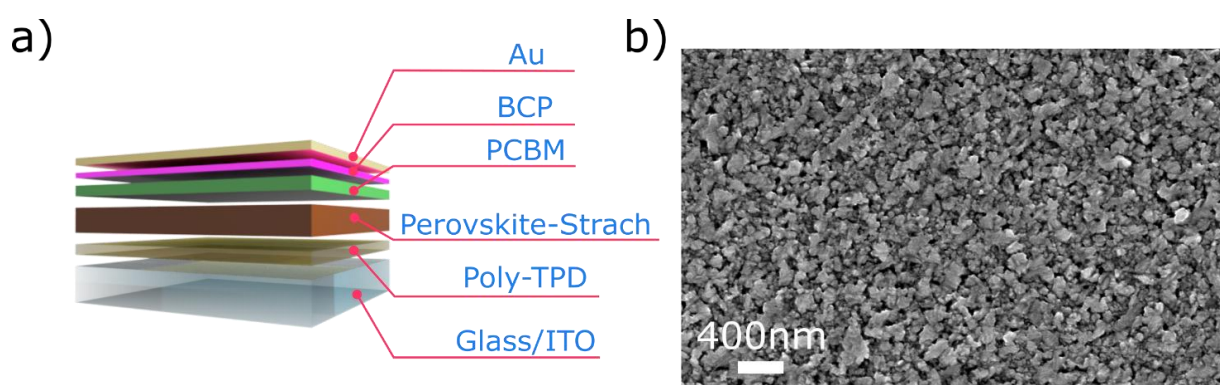 a)
Au
BCP
PCBM
Perovskite-Strach
Poly-TPD
Glass/ITO
b)
400nm